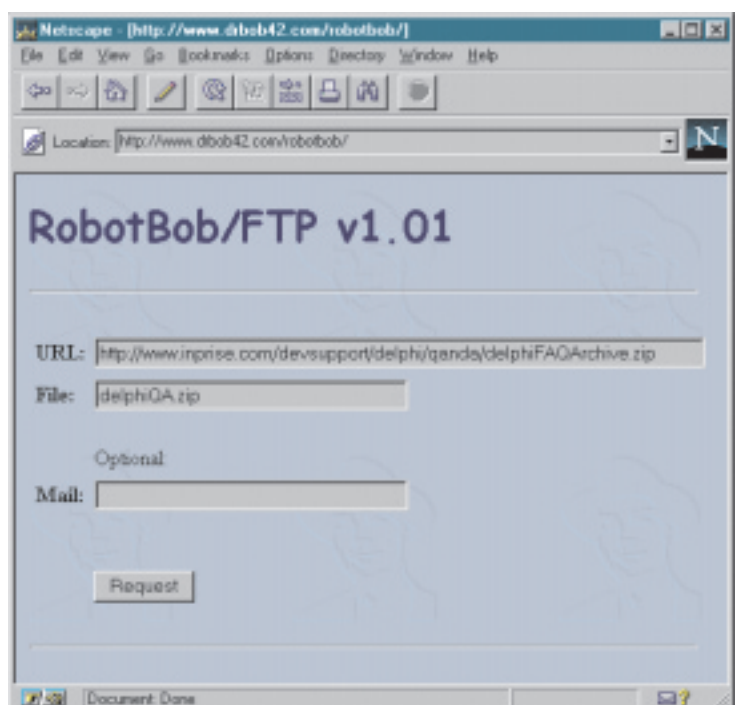 Netscape - [http://www.drbob42.com/robotbob/]
File Edit View Go Bookmarks Options Directory Window Help
Location: http://www.drbob42.com/robotbob/
N
RobotBob/FTP v1.01
URL: http://www.inprise.com/devsupport/delphi/qanda/delphiFAQArchive.zip
File: delphiQA.zip
Optional:
Mail:
Request
Document: Done